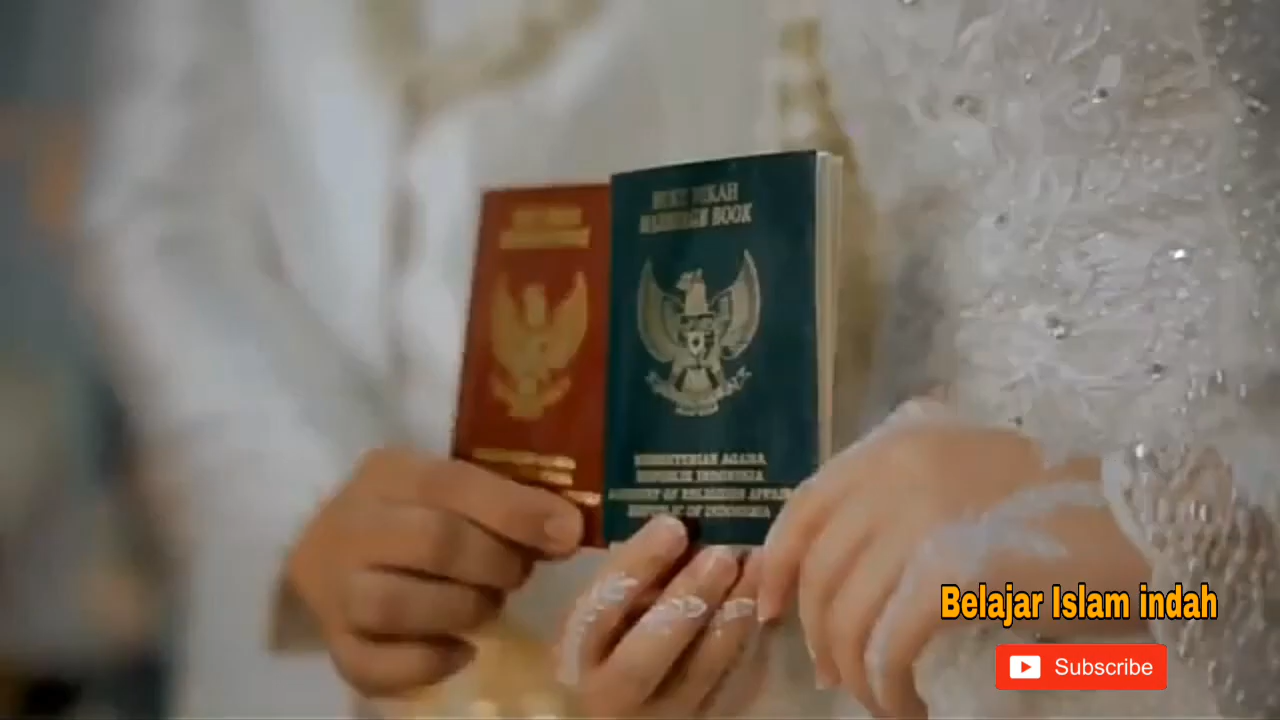 BUKU NIKAH
MARRIAGE BOOK
KEMENTERIAN AGAMA
REPUBLIK INDONESIA
MINISTRY OF RELIGIOUS AFFAIRS
REPUBLIC OF INDONESIA
Belajar Islam indah
Subscribe